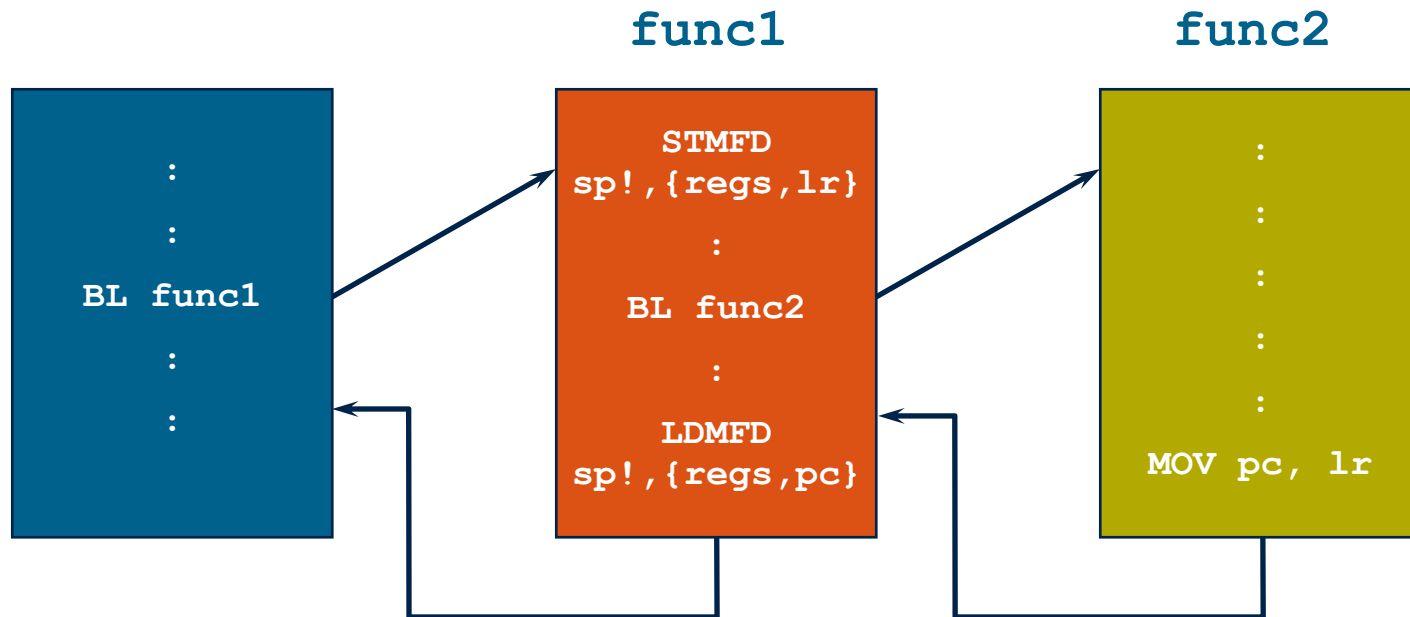 func1
func2
:
:
BL func1
:
:
STMFD
sp!,{regs,lr}
:
BL func2
:
LDMFD
sp!,{regs,pc}
:
:
:
:
:
MOV pc, lr